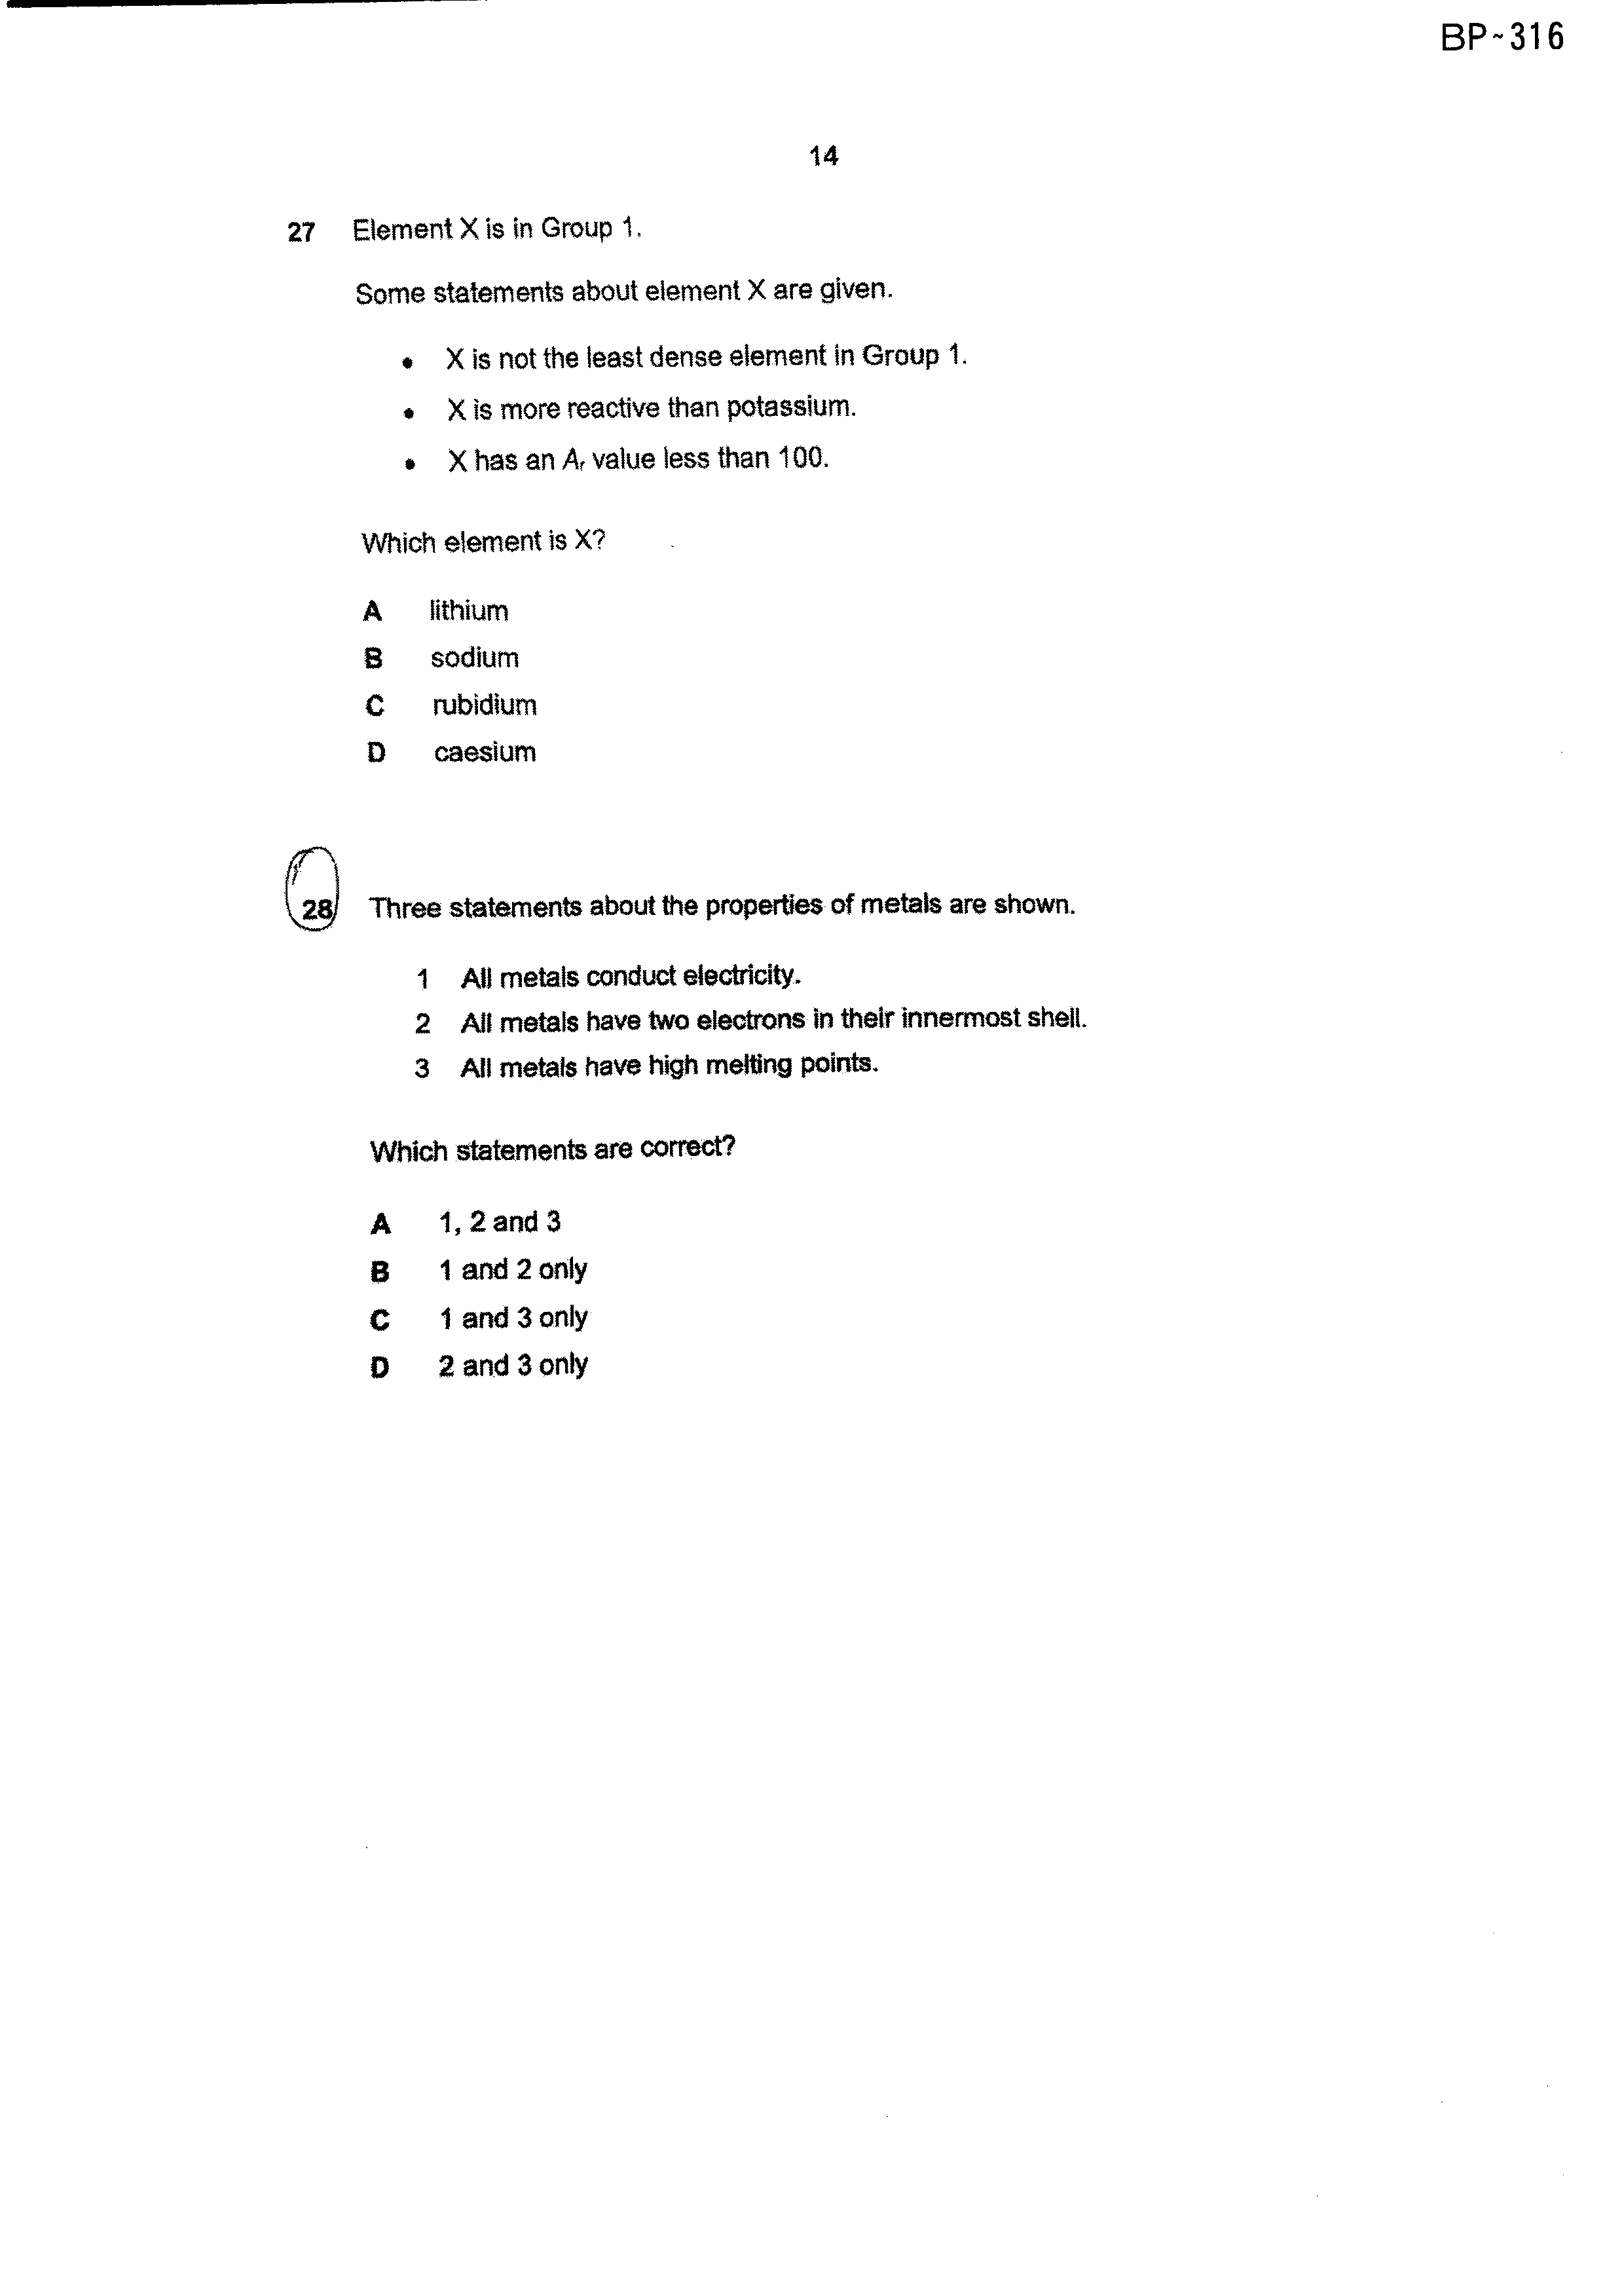 BP~316
14
27 Element X is in Group 1.
Some statements about element X are given.
• X is not the least dense element in Group 1.
• X is more reactive than potassium.
• X has an Ar value less than 100.
Which element is X?
A lithium
B sodium
C rubidium
D caesium
28 Three statements about the properties of metals are shown.
1 All metals conduct electricity.
2 All metals have two electrons in their innermost shell.
3 All metals have high melting points.
Which statements are correct?
A 1, 2 and 3
B 1 and 2 only
C 1 and 3 only
D 2 and 3 only